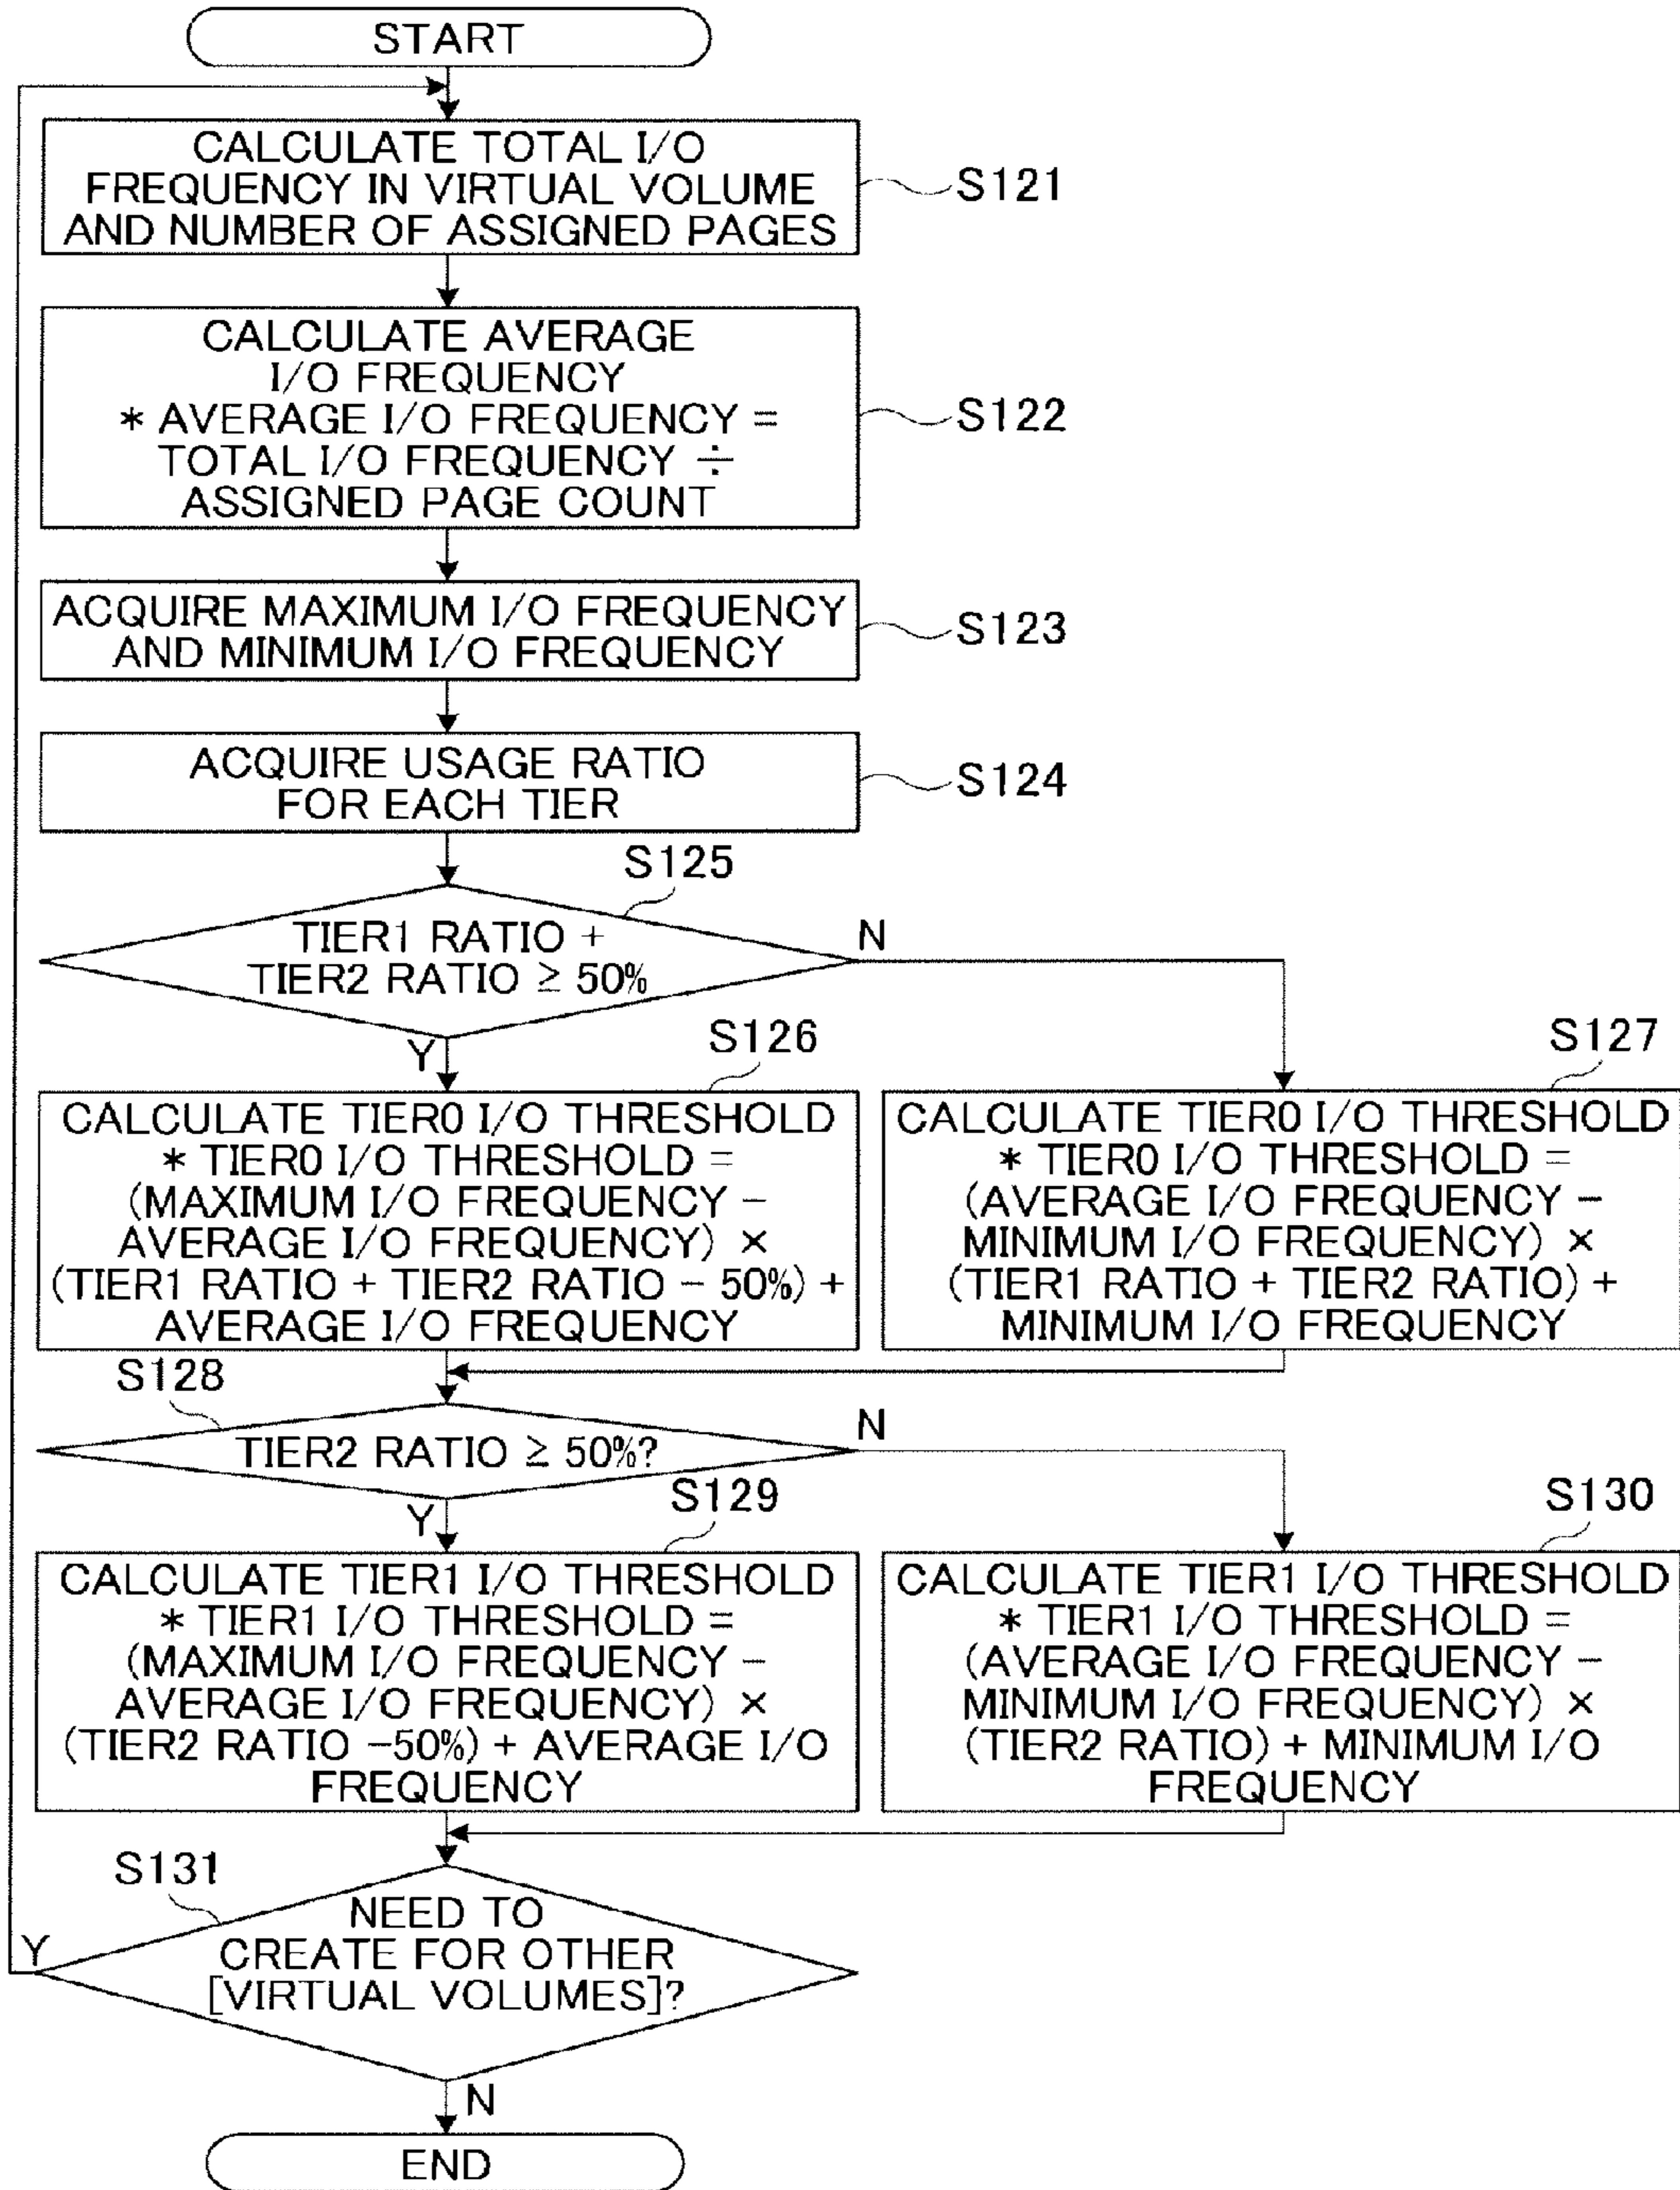 START
CALCULATE TOTAL I/O
FREQUENCY IN VIRTUAL VOLUME
AND NUMBER OF ASSIGNED PAGES
S121
CALCULATE AVERAGE
I/O FREQUENCY
* AVERAGE I/O FREQUENCY =
TOTAL I/O FREQUENCY ÷
ASSIGNED PAGE COUNT
S122
ACQUIRE MAXIMUM I/O FREQUENCY
AND MINIMUM I/O FREQUENCY
S123
ACQUIRE USAGE RATIO
FOR EACH TIER
S124
S125
TIER1 RATIO +
TIER2 RATIO ≥ 50%
N
Y
S126
CALCULATE TIER0 I/O THRESHOLD
* TIER0 I/O THRESHOLD =
(MAXIMUM I/O FREQUENCY −
AVERAGE I/O FREQUENCY) ×
(TIER1 RATIO + TIER2 RATIO − 50%) +
AVERAGE I/O FREQUENCY
S127
CALCULATE TIER0 I/O THRESHOLD
* TIER0 I/O THRESHOLD =
(AVERAGE I/O FREQUENCY −
MINIMUM I/O FREQUENCY) ×
(TIER1 RATIO + TIER2 RATIO) +
MINIMUM I/O FREQUENCY
S128
TIER2 RATIO ≥ 50%?
N
Y
S129
CALCULATE TIER1 I/O THRESHOLD
* TIER1 I/O THRESHOLD =
(MAXIMUM I/O FREQUENCY −
AVERAGE I/O FREQUENCY) ×
(TIER2 RATIO −50%) + AVERAGE I/O
FREQUENCY
S130
CALCULATE TIER1 I/O THRESHOLD
* TIER1 I/O THRESHOLD =
(AVERAGE I/O FREQUENCY −
MINIMUM I/O FREQUENCY) ×
(TIER2 RATIO) + MINIMUM I/O
FREQUENCY
S131
NEED TO
CREATE FOR OTHER
[VIRTUAL VOLUMES]?
Y
N
END